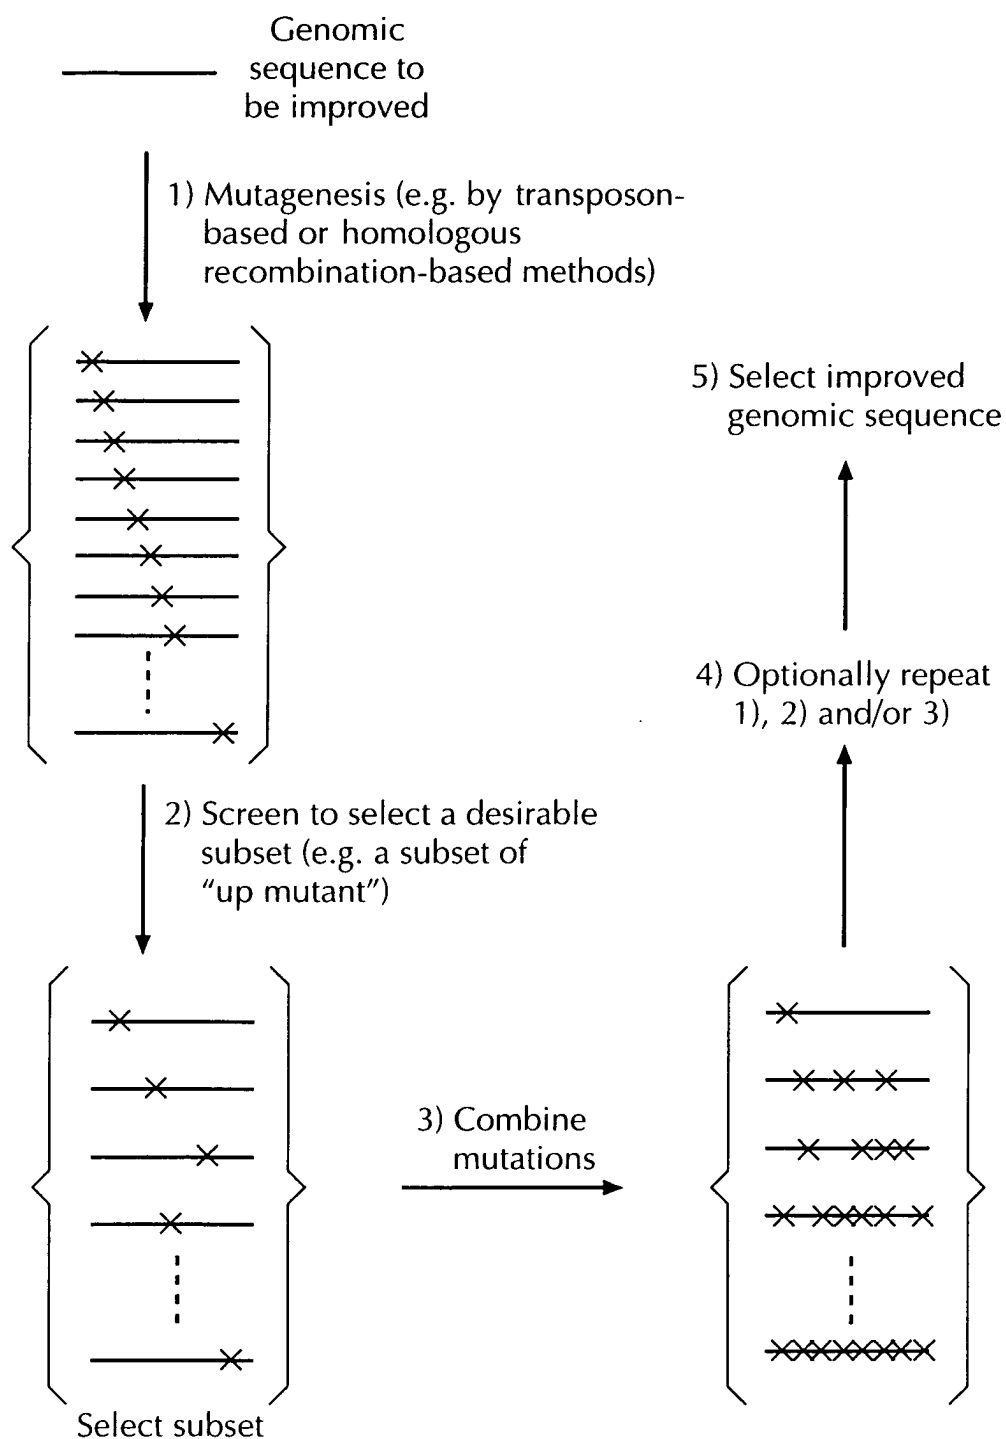 Genomic
sequence to
be improved
1) Mutagenesis (e.g. by transposon-
based or homologous
recombination-based methods)
2) Screen to select a desirable
subset (e.g. a subset of
“up mutant”)
Select subset
3) Combine
mutations
4) Optionally repeat
1), 2) and/or 3)
5) Select improved
genomic sequence